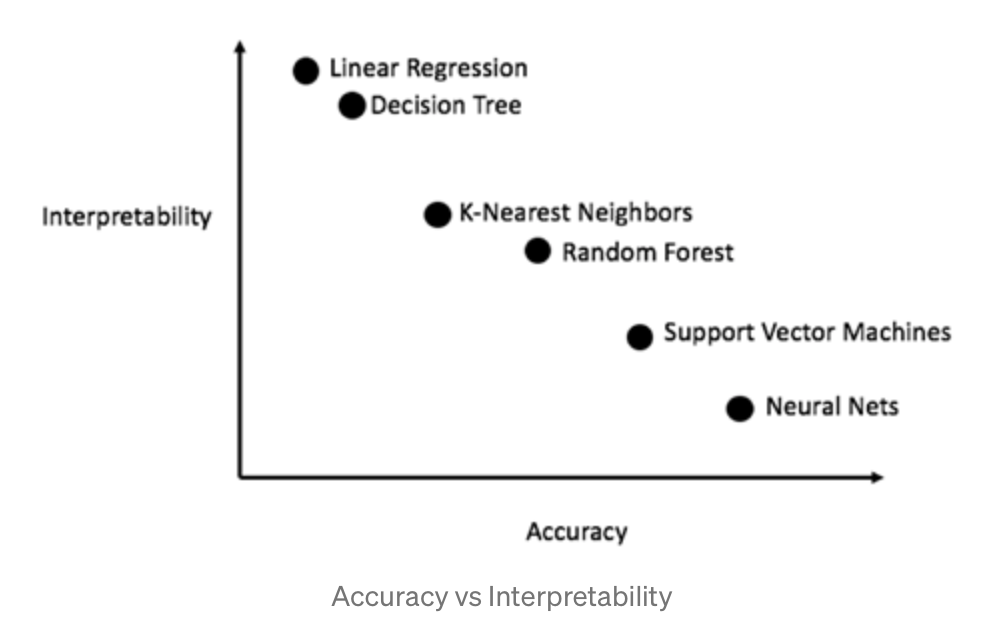 Linear Regression
Decision Tree
Interpretability
K-Nearest Neighbors
Random Forest
Support Vector Machines
Neural Nets
Accuracy
Accuracy vs Interpretability